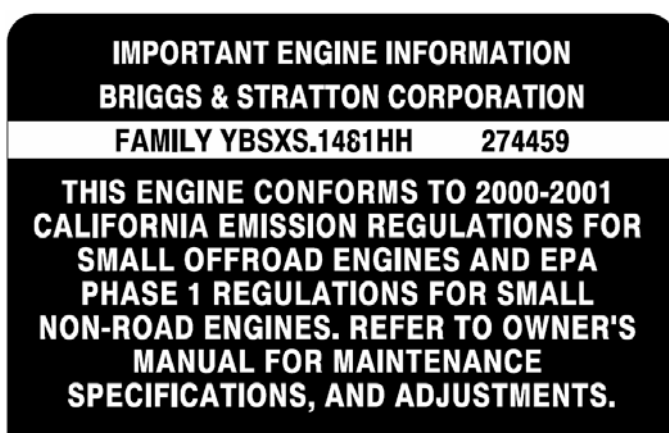 IMPORTANT ENGINE INFORMATION
BRIGGS & STRATTON CORPORATION
FAMILY YBSXS.1481HH 274459
THIS ENGINE CONFORMS TO 2000-2001
CALIFORNIA EMISSION REGULATIONS FOR
SMALL OFFROAD ENGINES AND EPA
PHASE 1 REGULATIONS FOR SMALL
NON-ROAD ENGINES. REFER TO OWNER'S
MANUAL FOR MAINTENANCE
SPECIFICATIONS, AND ADJUSTMENTS.